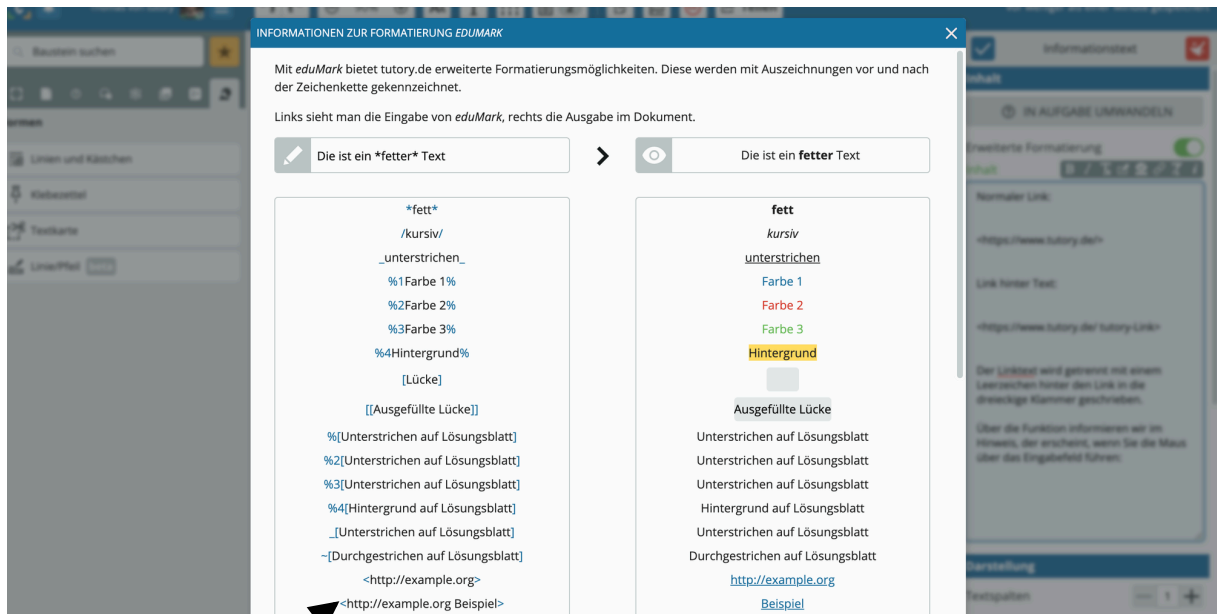 INFORMATIONEN ZUR FORMATIERUNG EDUMARK
Mit eduMark bietet tutory.de erweiterte Formatierungsmöglichkeiten. Diese werden mit Auszeichnungen vor und nach
der Zeichenkette gekennzeichnet.
Links sieht man die Eingabe von eduMark, rechts die Ausgabe im Dokument.
Die ist ein *fetter* Text
Die ist ein fetter Text
*fett*
fett
/kursiv/
kursiv
_unterstrichen_
unterstrichen
%1Farbe 1%
Farbe 1
%2Farbe 2%
Farbe 2
%3Farbe 3%
Farbe 3
%4Hintergrund%
Hintergrund
[Lücke]
[[Ausgefüllte Lücke]]
Ausgefüllte Lücke
%[Unterstrichen auf Lösungsblatt]
Unterstrichen auf Lösungsblatt
%2[Unterstrichen auf Lösungsblatt]
Unterstrichen auf Lösungsblatt
%3[Unterstrichen auf Lösungsblatt]
Unterstrichen auf Lösungsblatt
%4[Hintergrund auf Lösungsblatt]
Hintergrund auf Lösungsblatt
_[Unterstrichen auf Lösungsblatt]
Unterstrichen auf Lösungsblatt
~[Durchgestrichen auf Lösungsblatt]
Durchgestrichen auf Lösungsblatt
<http://example.org>
http://example.org
<http://example.org Beispiel>
Beispiel
Baustein suchen
Formen
Linien und Kästchen
Klebezettel
Textkarte
Linie/Pfeil
Informationstext
Inhalt
IN AUFGABE UMWANDELN
Erweiterte Formatierung
Inhalt
Normaler Link:
<https://www.tutory.de/>
Link hinter Text:
<https://www.tutory.de/ tutory-Link>
Der Linktext wird getrennt mit einem
Leerzeichen hinter den Link in die
dreieckige Klammer geschrieben.
Über die Funktion informieren wir im
Hinweis, der erscheint, wenn Sie die Maus
über das Eingabefeld führen:
Darstellung
Textspalten
1